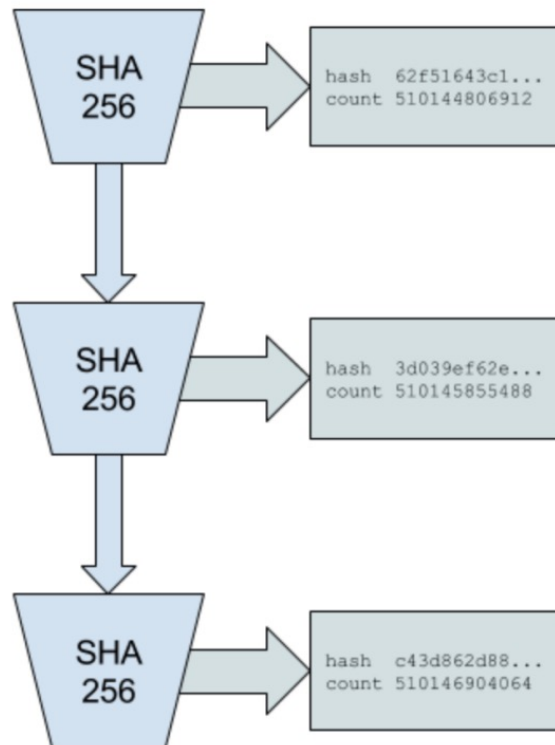 SHA
256
hash 62f51643c1...
count 510144806912
SHA
256
hash 3d039ef62e...
count 510145855488
SHA
256
hash c43d862d88...
count 510146904064